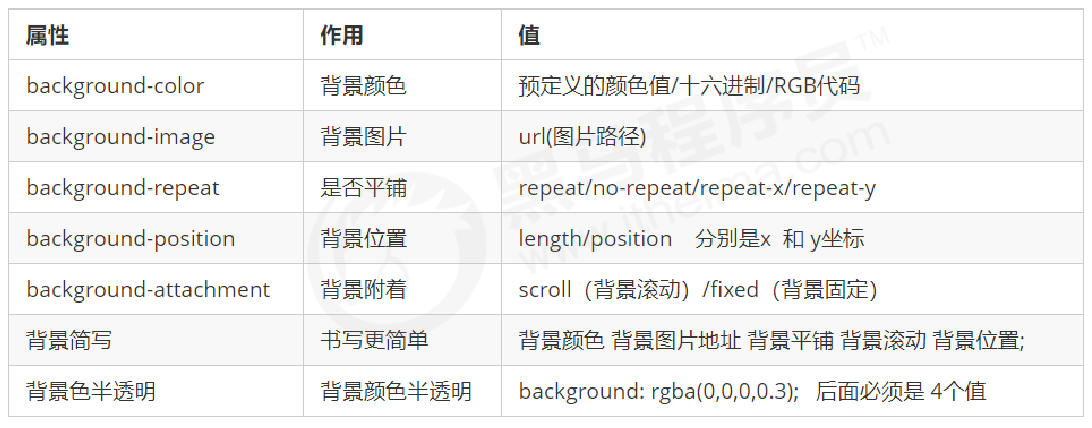 属性 作用 值
background-color 背景颜色 预定义的颜色值/十六进制/RGB代码
background-image 背景图片 url(图片路径)
background-repeat 是否平铺 repeat/no-repeat/repeat-x/repeat-y
background-position 背景位置 length/position 分别是x 和 y坐标
background-attachment 背景附着 scroll（背景滚动）/fixed（背景固定）
背景简写 书写更简单 背景颜色 背景图片地址 背景平铺 背景滚动 背景位置;
背景色半透明 背景颜色半透明 background: rgba(0,0,0,0.3); 后面必须是 4个值
黑马程序员™
www.itheima.com